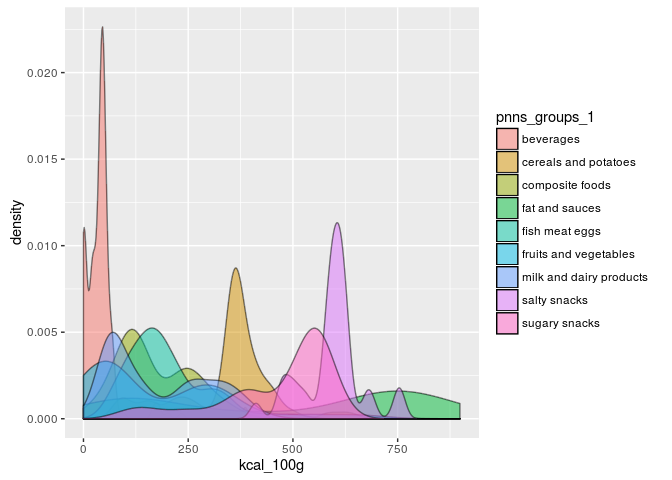 0.020
0.015
0.010
0.005
0.000
density
0
250
500
750
kcal_100g
pnns_groups_1
beverages
cereals and potatoes
composite foods
fat and sauces
fish meat eggs
fruits and vegetables
milk and dairy products
salty snacks
sugary snacks